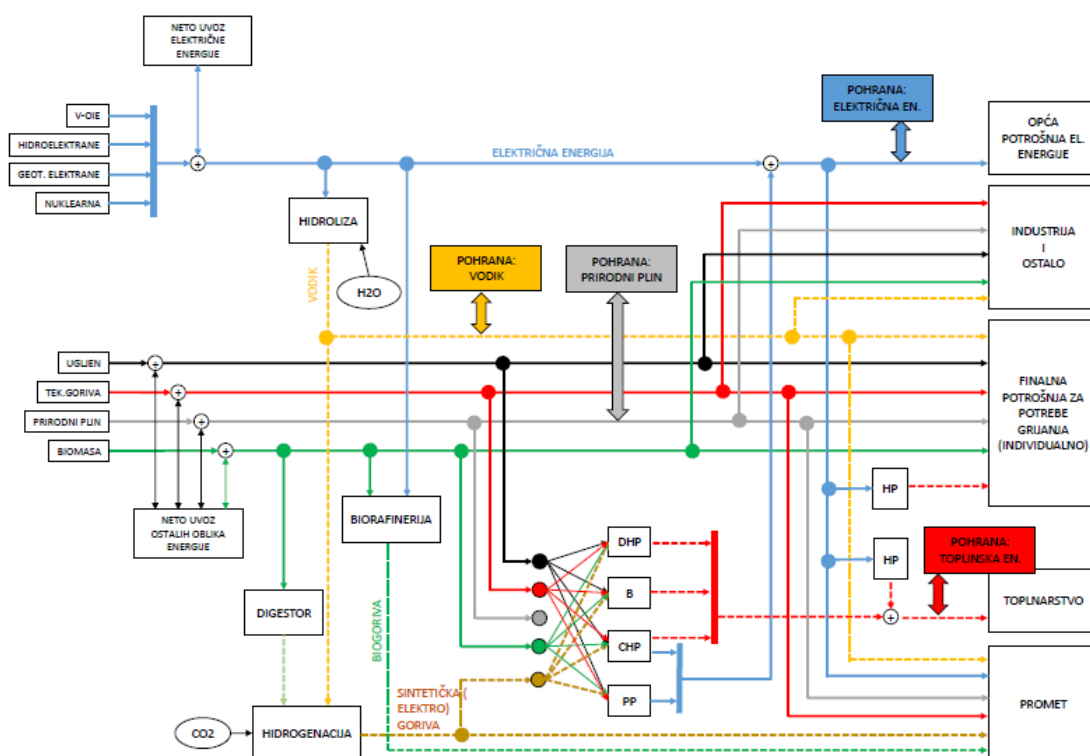 NETO UVOZ
ELEKTRIČNE
ENERGIJE
POHRANA:
ELEKTRIČNA EN.
V-OIE
HIDROELEKTRANE
GEOT. ELEKTRANE
NUKLEARNA
ELEKTRIČNA ENERGIJA
OPĆA
POTROŠNJA EL.
ENERGIJE
HIDROLIZA
H2O
VODIK
POHRANA:
VODIK
POHRANA:
PRIRODNI PLIN
INDUSTRIJA
I
OSTALO
UGLJEN
TEK.GORIVA
PRIRODNI PLIN
BIOMASA
FINALNA
POTROŠNJA ZA
POTREBE
GRIJANJA
(INDIVIDUALNO)
NETO UVOZ
OSTALIH OBLIKA
ENERGIJE
BIORAFINERIJA
HP
DHP
B
CHP
PP
HP
POHRANA:
TOPLINSKA EN.
TOPLNARSTVO
DIGESTOR
BIOGORIVA
SINTETIČKA (
ELEKTRO)
GORIVA
CO2
HIDROGENACIJA
PROMET